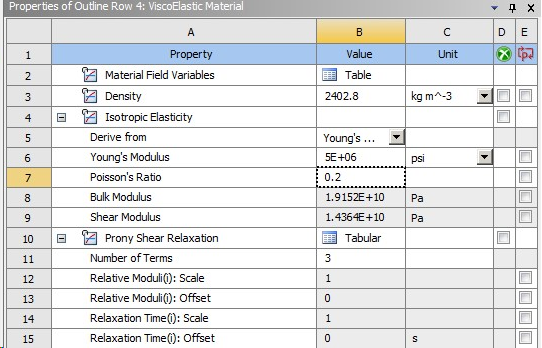 Properties of Outline Row 4: ViscoElastic Material
A B C D E
1 Property Value Unit
2 Material Field Variables Table
3 Density 2402.8 kg m^-3
4 Isotropic Elasticity
5 Derive from Young's ...
6 Young's Modulus 5E+06 psi
7 Poisson's Ratio 0.2
8 Bulk Modulus 1.9152E+10 Pa
9 Shear Modulus 1.4364E+10 Pa
10 Prony Shear Relaxation Tabular
11 Number of Terms 3
12 Relative Moduli(i): Scale 1
13 Relative Moduli(i): Offset 0
14 Relaxation Time(i): Scale 1
15 Relaxation Time(i): Offset 0 s